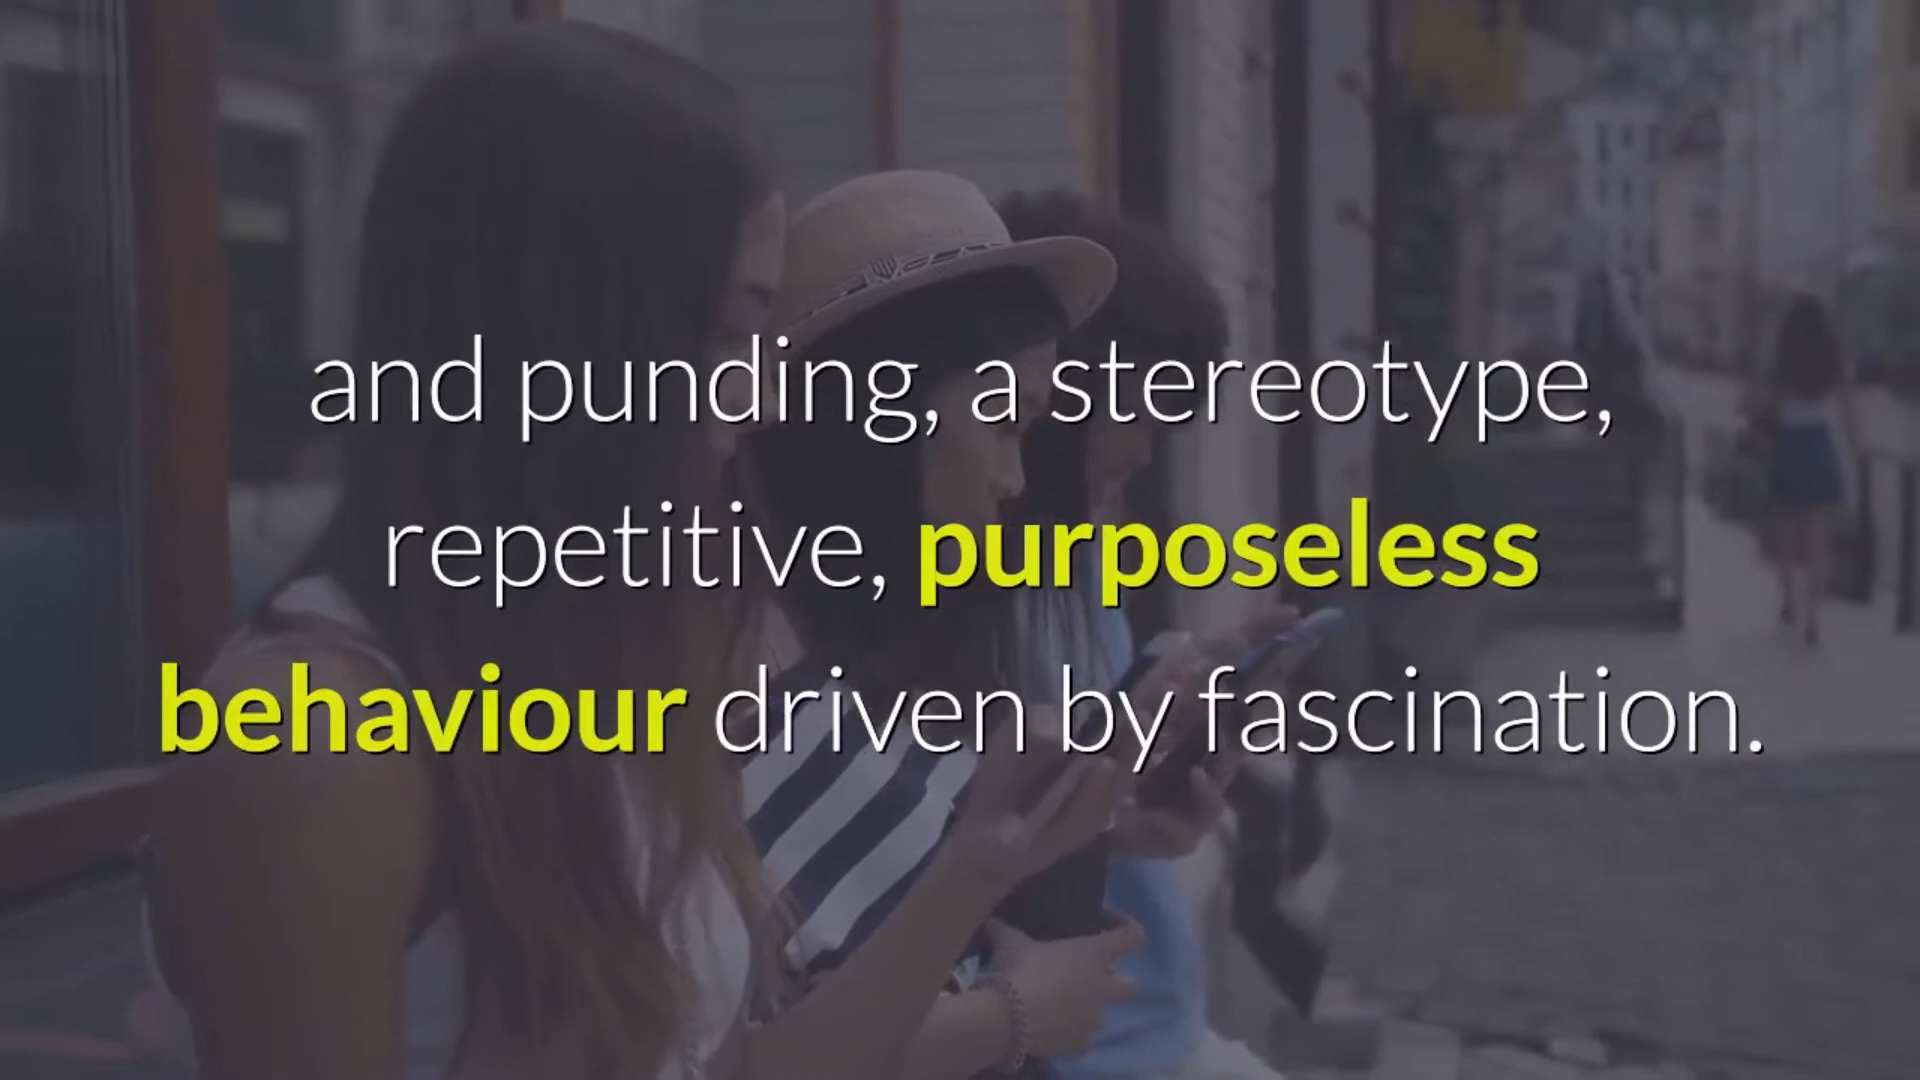 and punding, a stereotype,
repetitive, purposeless
behaviour driven by fascination.